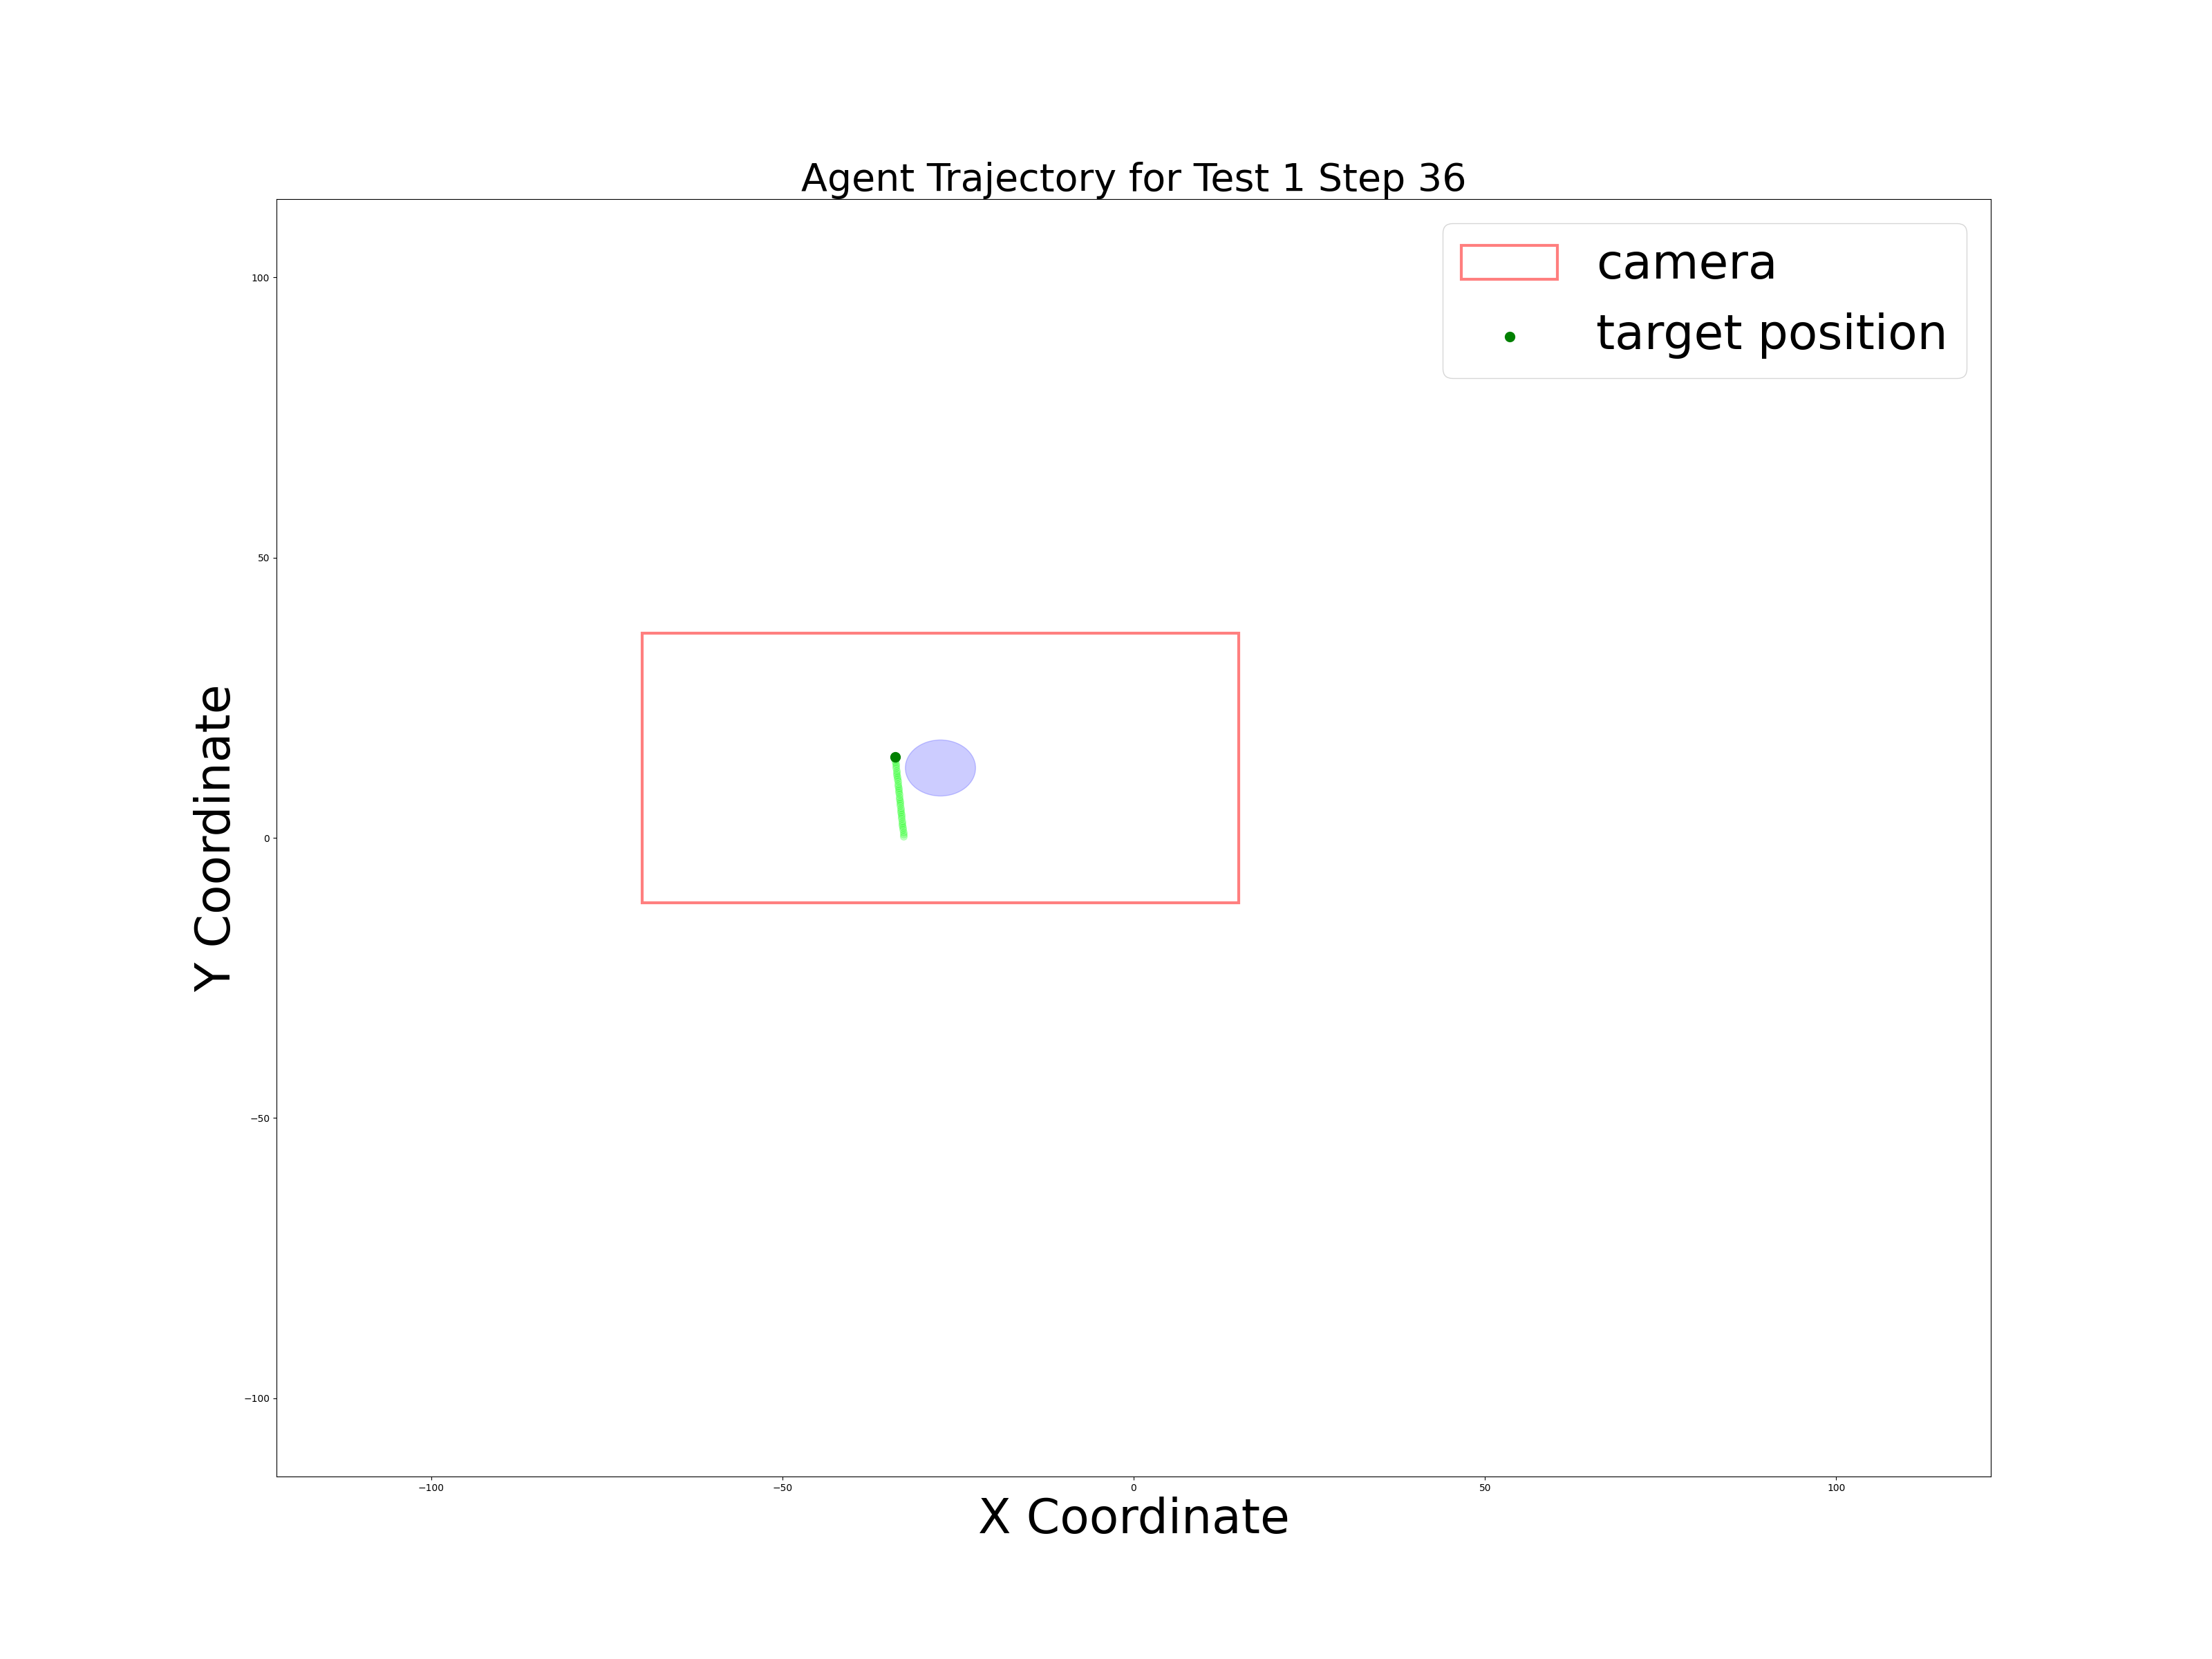 Agent Trajectory for Test 1 Step 36
camera
target position
100
50
0
−50
−100
Y Coordinate
−100
−50
0
50
100
X Coordinate